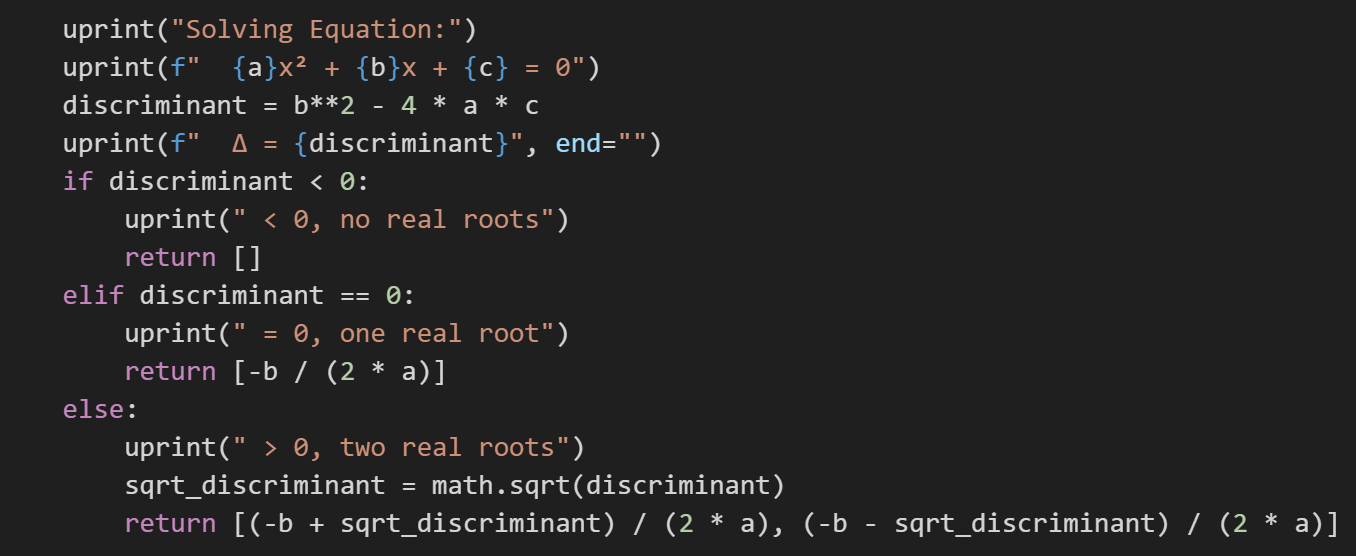 uprint("Solving Equation:")
uprint(f"  {a}x² + {b}x + {c} = 0")
discriminant = b**2 - 4 * a * c
uprint(f"  Δ = {discriminant}", end="")
if discriminant < 0:
    uprint(" < 0, no real roots")
    return []
elif discriminant == 0:
    uprint(" = 0, one real root")
    return [-b / (2 * a)]
else:
    uprint(" > 0, two real roots")
    sqrt_discriminant = math.sqrt(discriminant)
    return [(-b + sqrt_discriminant) / (2 * a), (-b - sqrt_discriminant) / (2 * a)]